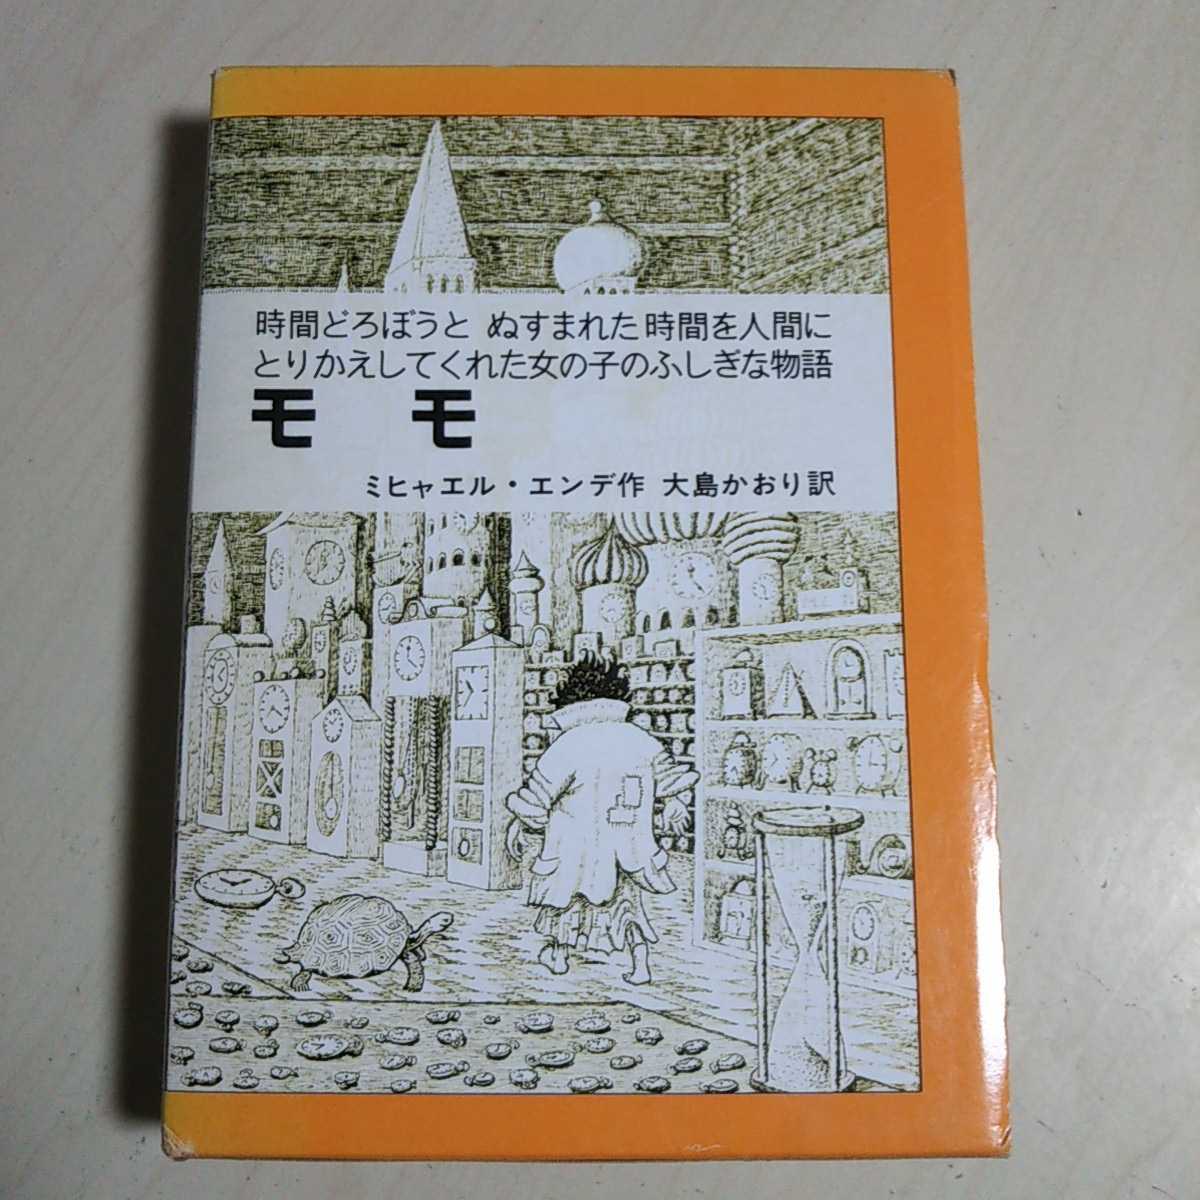 時間どろぼうと ぬすまれた時間を人間に
とりかえしてくれた女の子のふしぎな物語
モモ
ミヒャエル・エンデ作 大島かおり訳